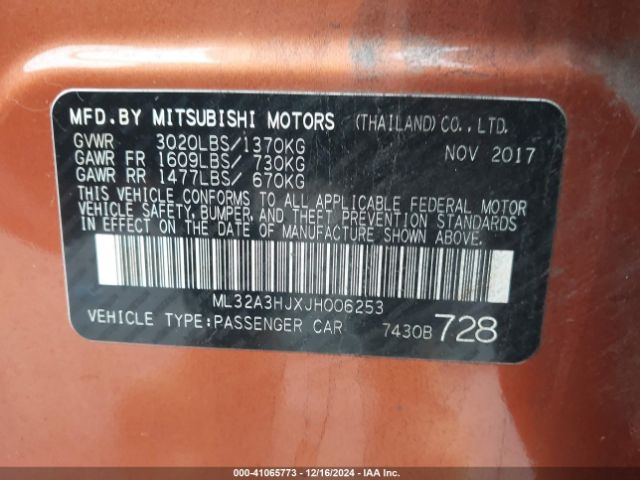 MFD. BY MITSUBISHI MOTORS (THAILAND) CO., LTD.
GVWR 3020LBS/1370KG NOV 2017
GAWR FR 1609LBS/ 730KG
GAWR RR 1477LBS/ 670KG
THIS VEHICLE CONFORMS TO ALL APPLICABLE FEDERAL MOTOR
VEHICLE SAFETY, BUMPER, AND THEFT PREVENTION STANDARDS
IN EFFECT ON THE DATE OF MANUFACTURE SHOWN ABOVE.
ML32A3HJXJH006253
VEHICLE TYPE:PASSENGER CAR 7430B 728
000-41065773 - 12/16/2024 - IAA Inc.